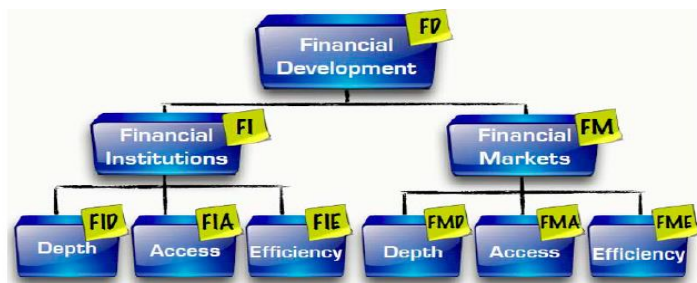 FD
Financial
Development
Financial
Institutions
FI
Financial
Markets
FM
Depth
FID
Access
FIA
Efficiency
FIE
Depth
FMD
Access
FMA
Efficiency
FME